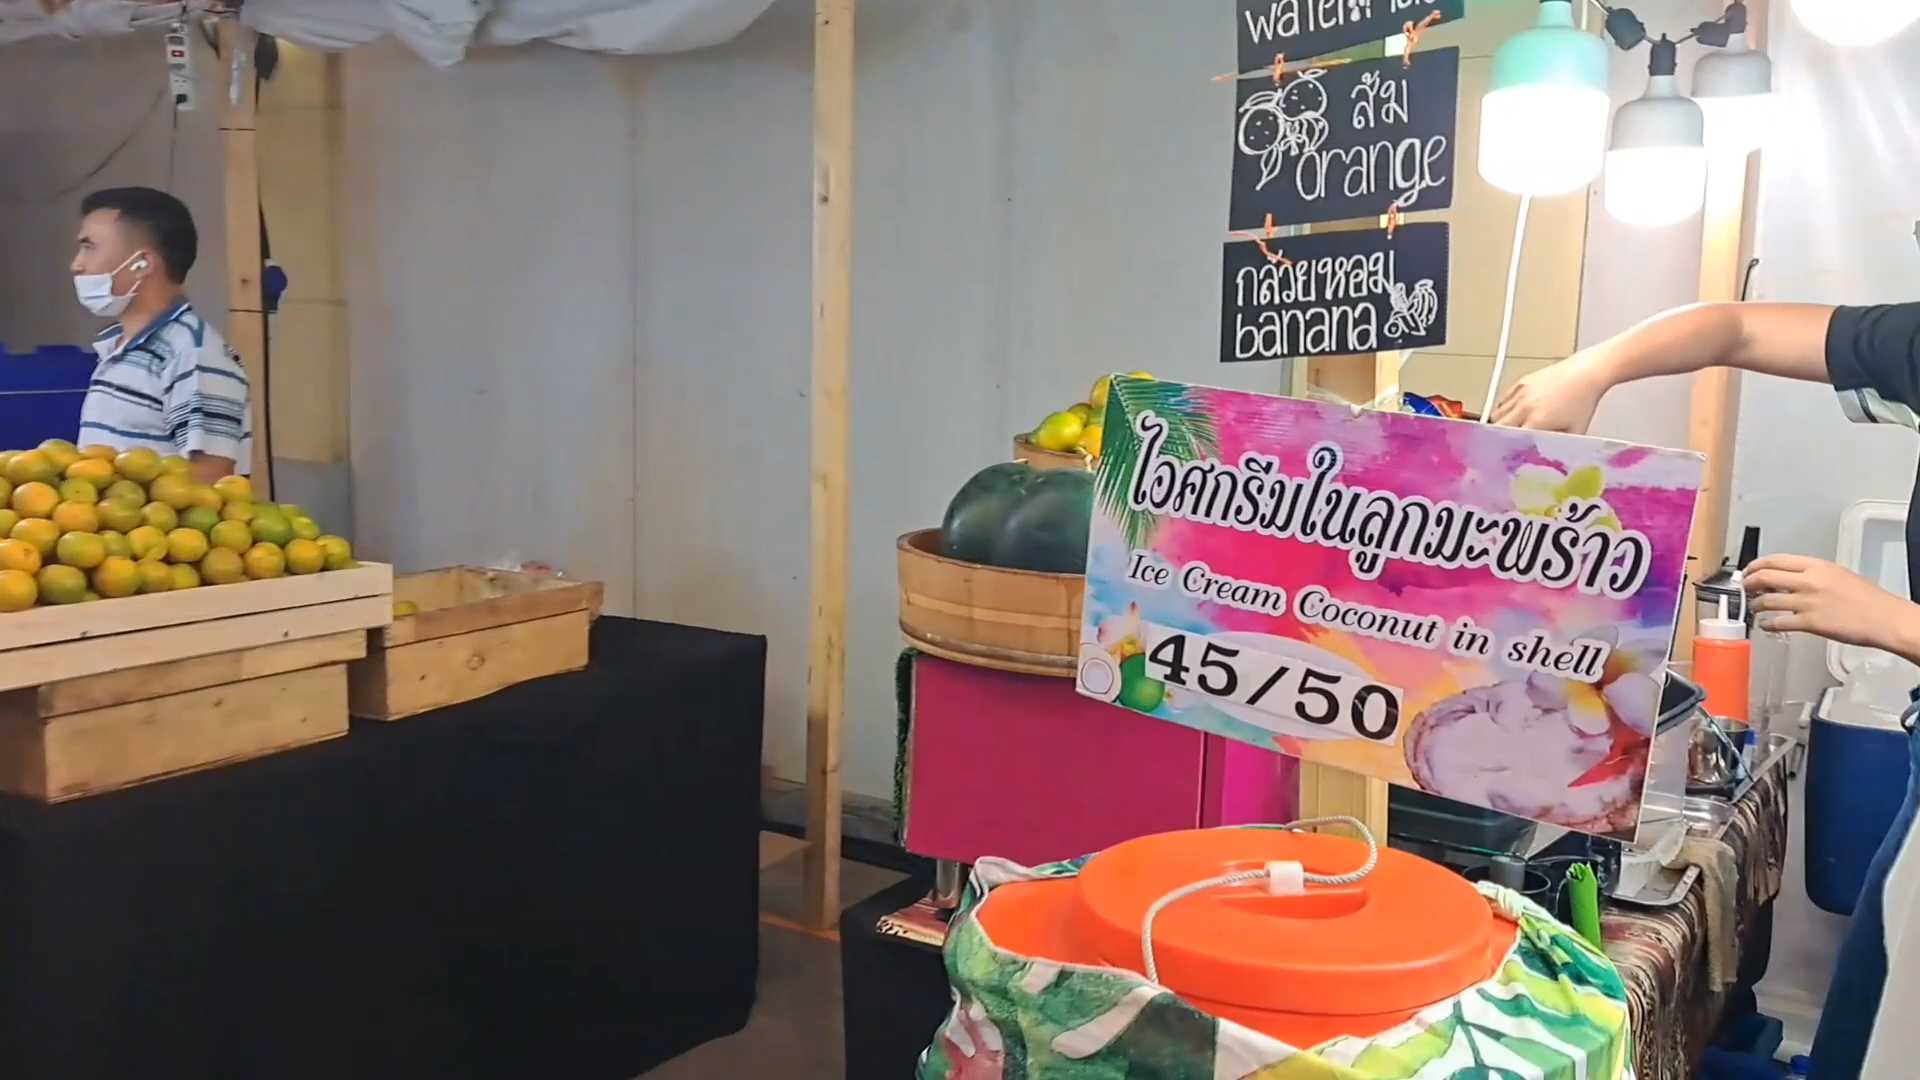 ส้ม
orange
กล้วยหอม
banana
ไอศกรีมในลูกมะพร้าว
Ice Cream Coconut in shell
45/50